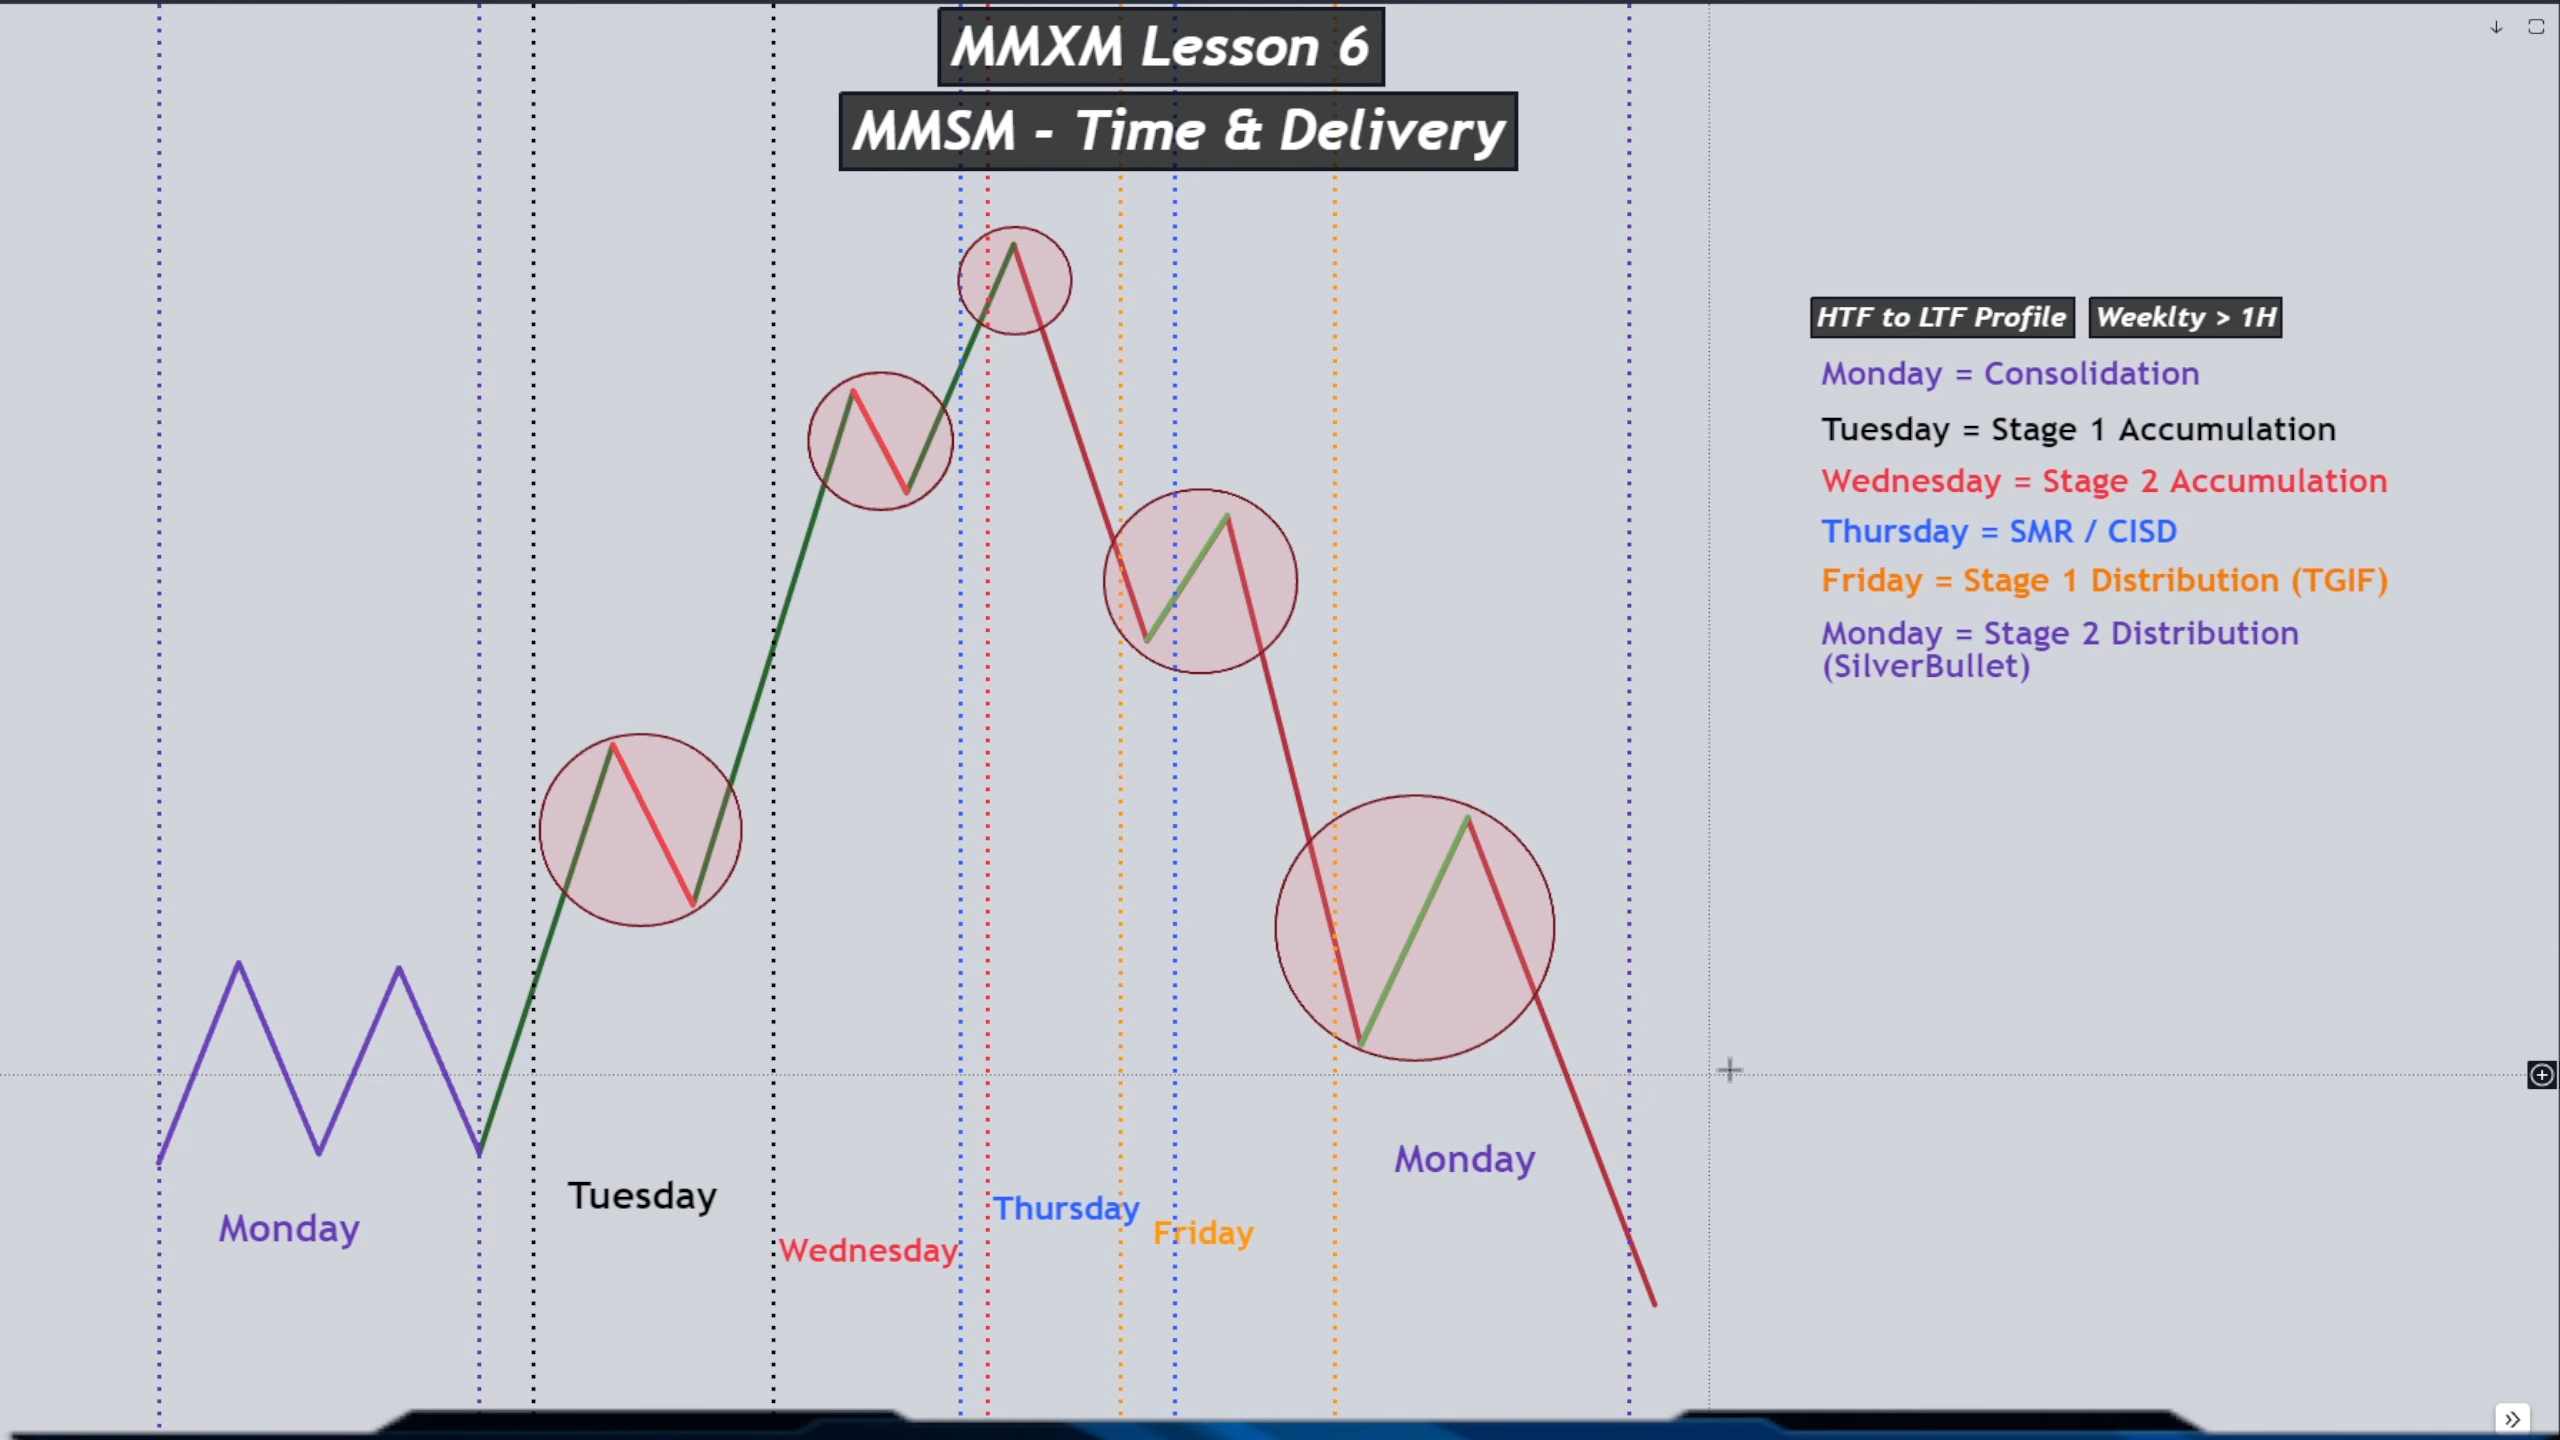 MMXM Lesson 6
MMSM - Time & Delivery
HTF to LTF Profile
Weeklty > 1H
Monday = Consolidation
Tuesday = Stage 1 Accumulation
Wednesday = Stage 2 Accumulation
Thursday = SMR / CISD
Friday = Stage 1 Distribution (TGIF)
Monday = Stage 2 Distribution
(SilverBullet)
Monday
Tuesday
Wednesday
Thursday
Friday
Monday